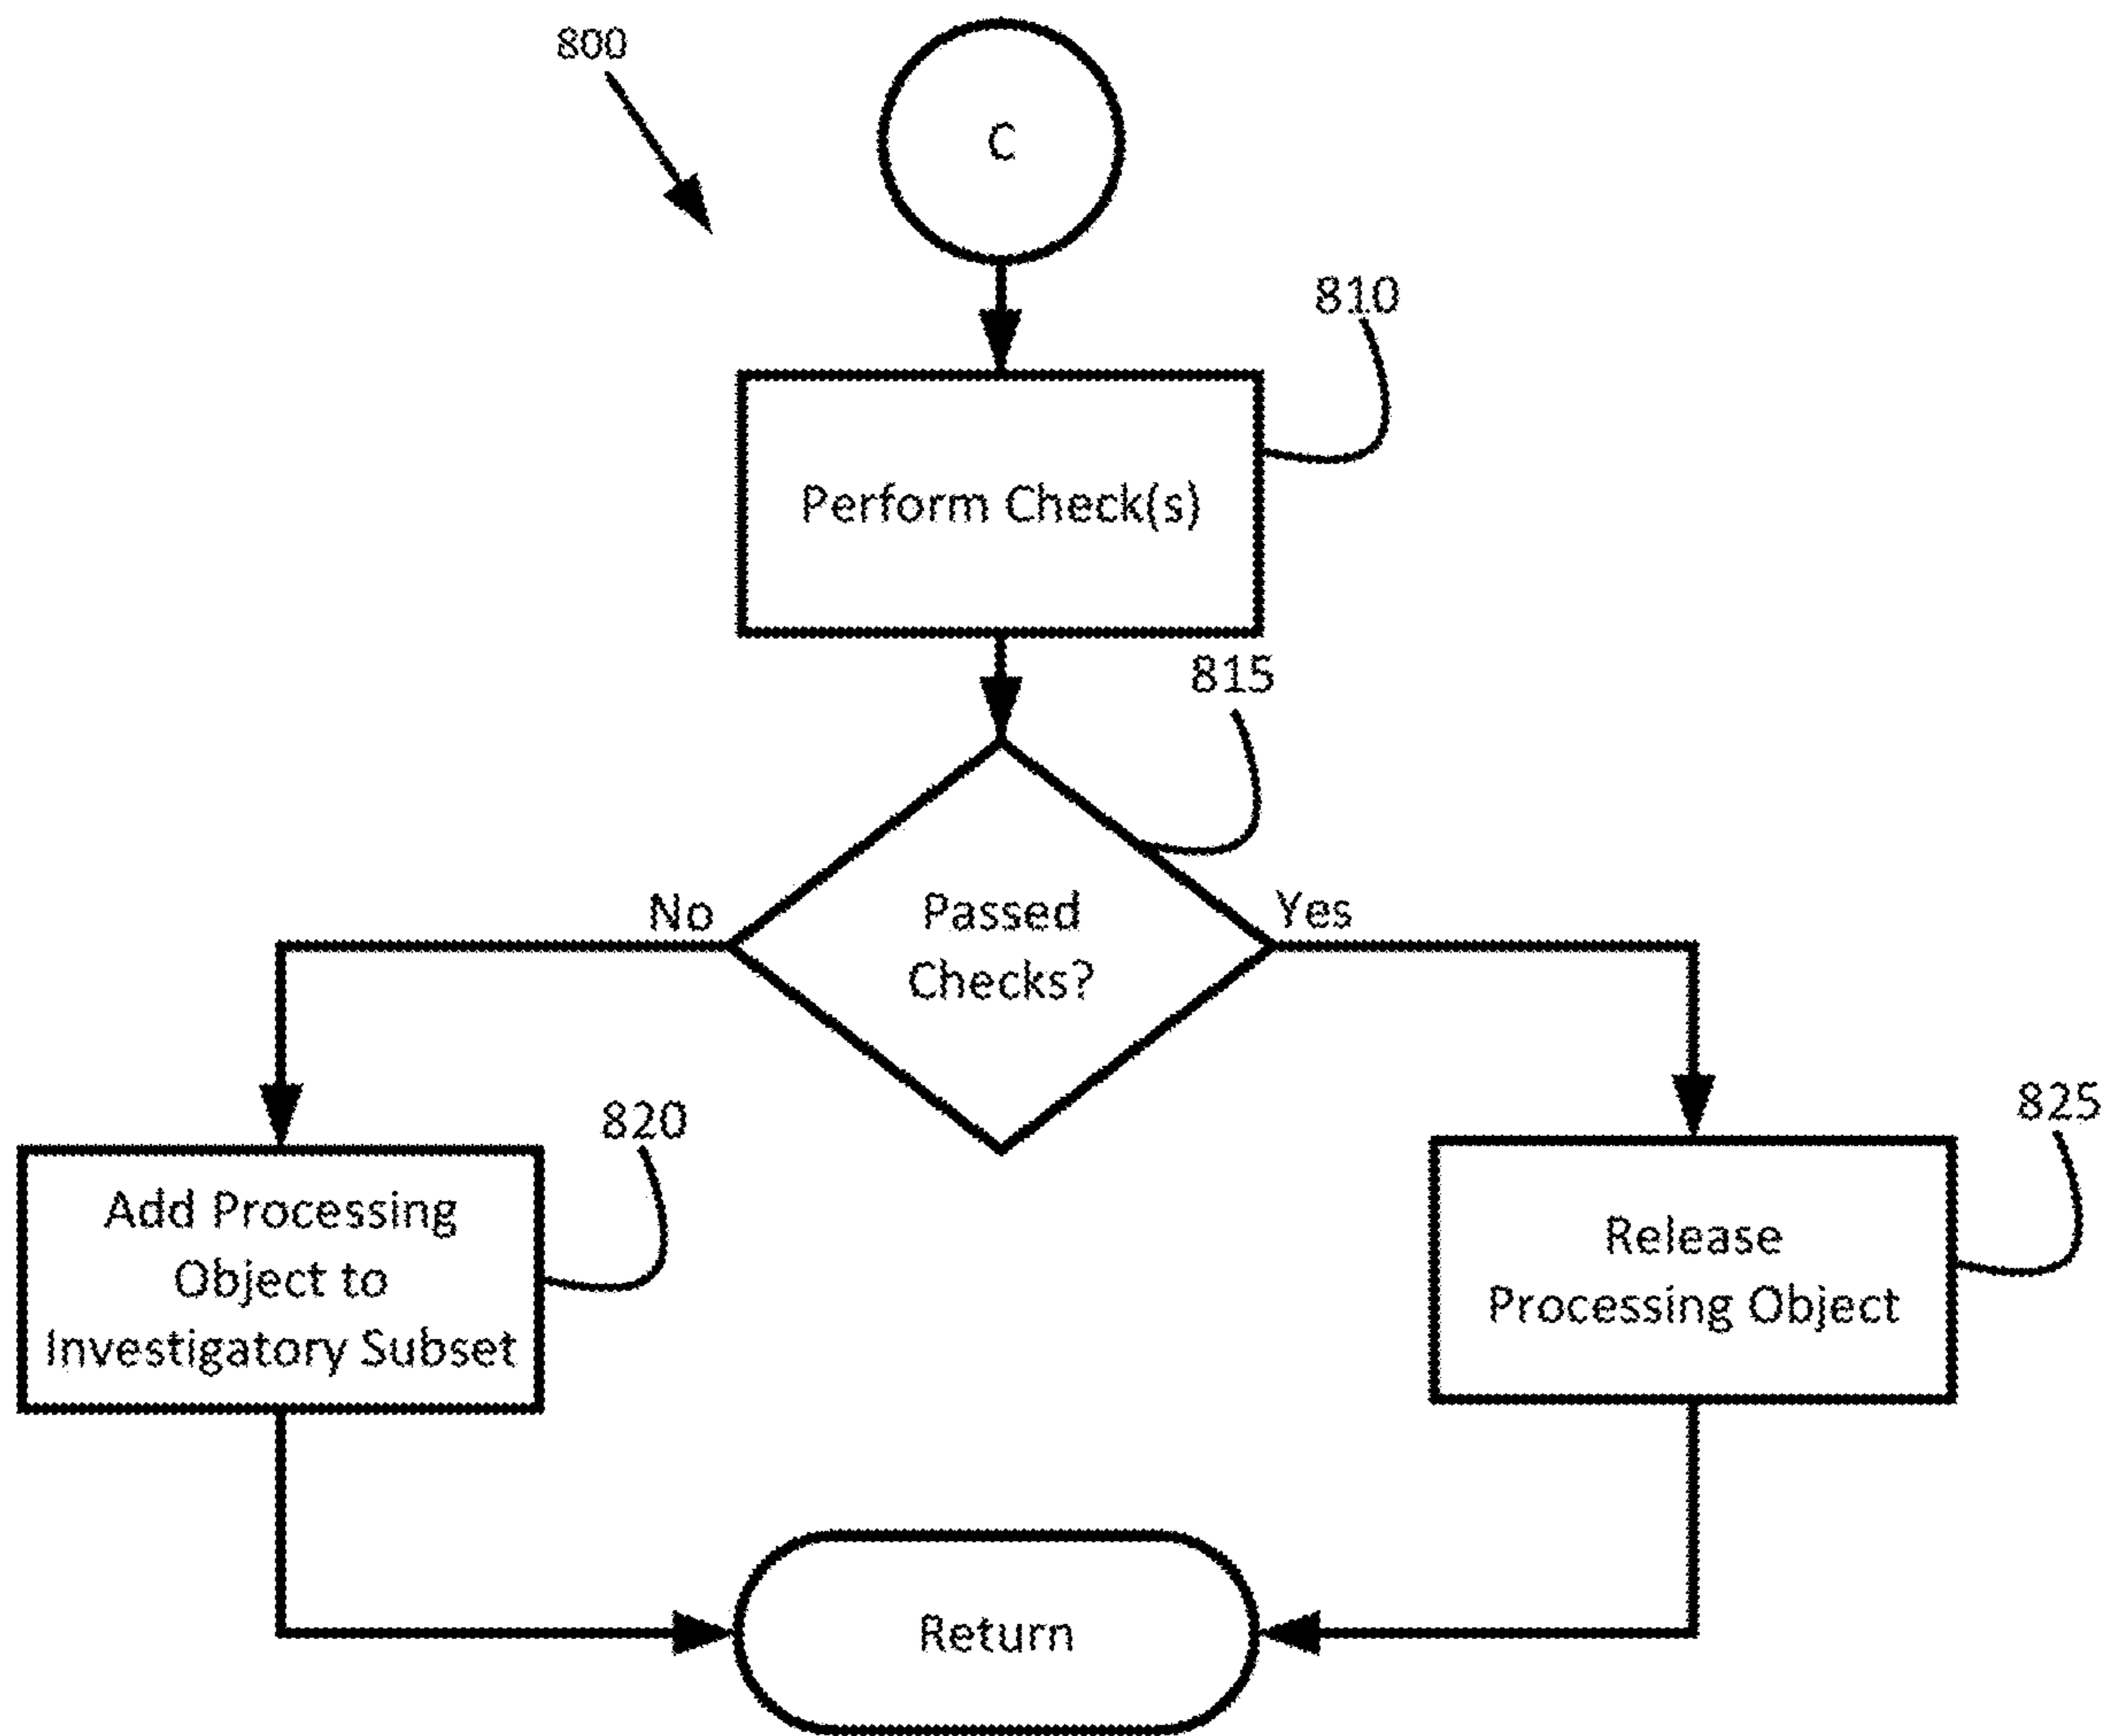 800
C
810
Perform Check(s)
815
No
Passed
Checks?
Yes
820
Add Processing
Object to
Investigatory Subset
825
Release
Processing Object
Return